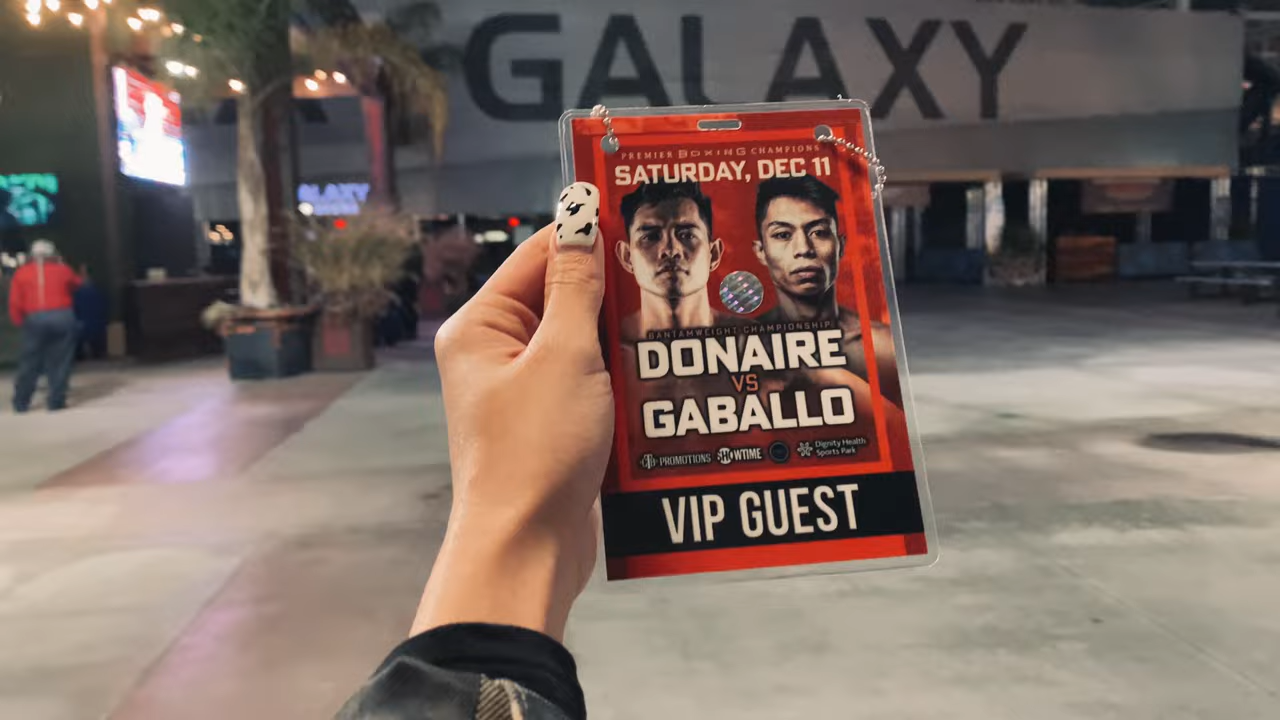 GALAXY
GALAXY
PREMIER BOXING CHAMPIONS
SATURDAY, DEC 11
BANTAMWEIGHT CHAMPIONSHIP
DONAIRE
VS
GABALLO
TGB PROMOTIONS SHOWTIME Dignity Health
Sports Park
VIP GUEST